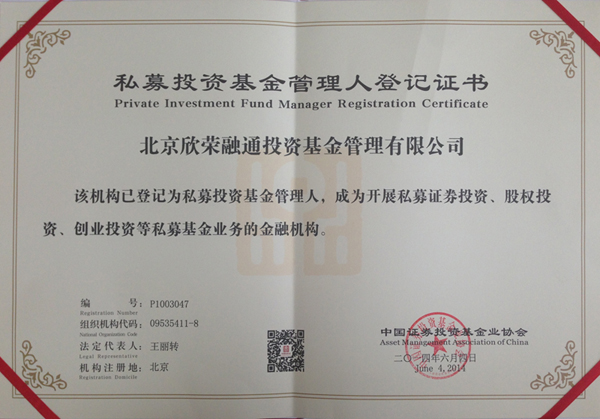 私募投资基金管理人登记证书
Private Investment Fund Manager Registration Certificate
北京欣荣融通投资基金管理有限公司
该机构已登记为私募投资基金管理人，成为开展私募证券投资、股权投
资、创业投资等私募基金业务的金融机构。
编号：P1003047
Registration Number
组织机构代码：09535411-8
National Organization Code
法定代表人：王丽转
Legal Representative
机构注册地：北京
Registration Domicile
中国证券投资基金业协会
Asset Management Association of China
二〇一四年六月四日
June 4, 2014